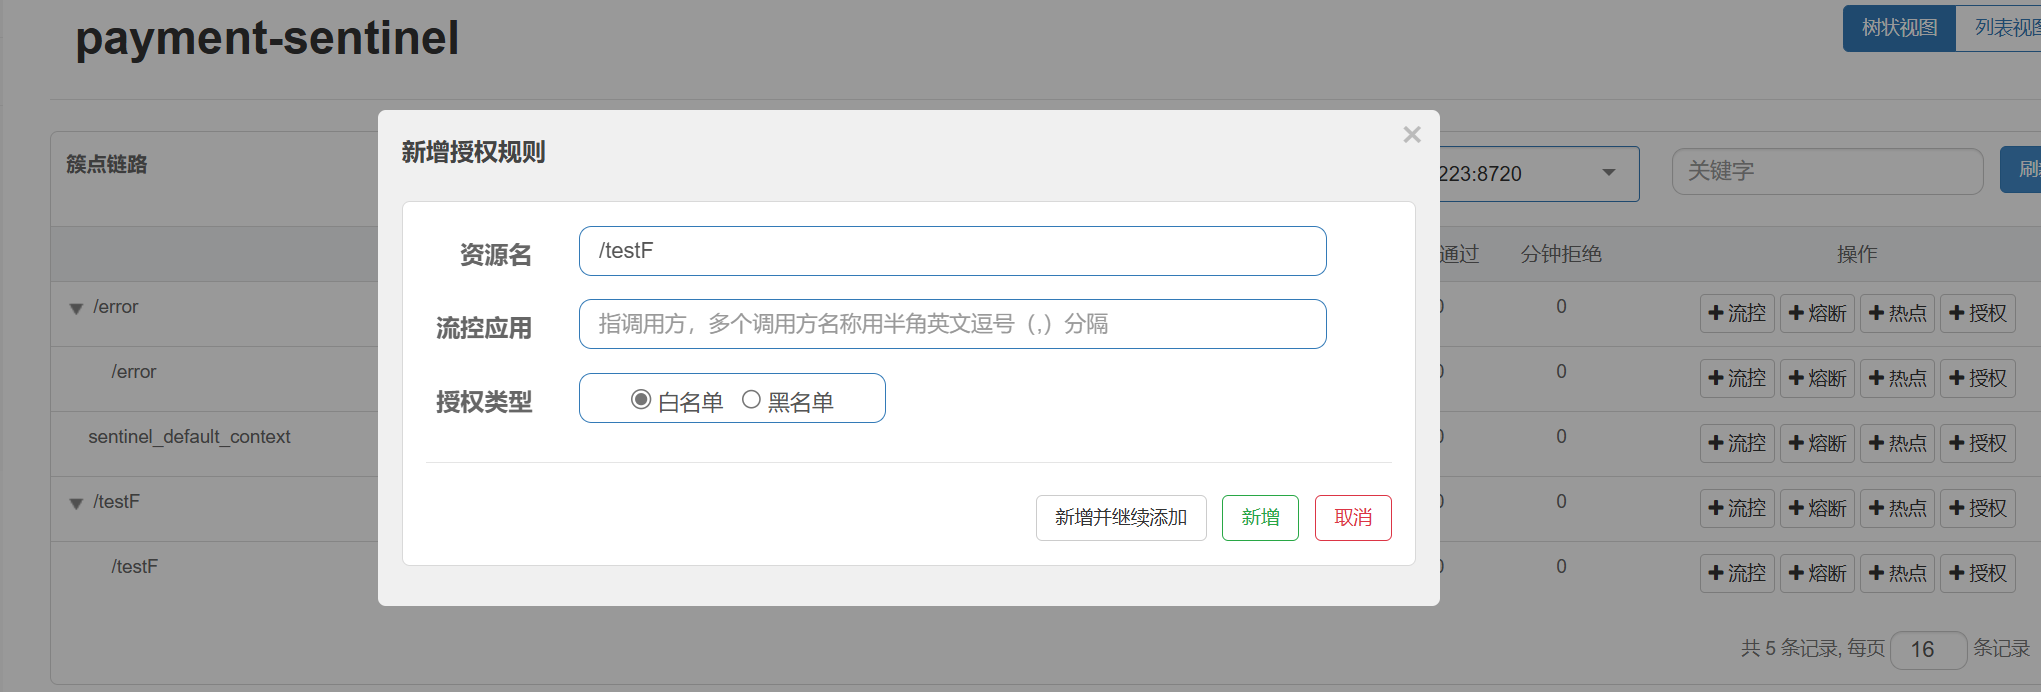 payment-sentinel
树状视图 列表视图
新增授权规则 ×
簇点链路
223:8720 关键字
资源名 /testF
通过 分钟拒绝 操作
/error 0 流控 熔断 热点 授权
流控应用 指调用方，多个调用方名称用半角英文逗号（,）分隔
/error 0 流控 熔断 热点 授权
授权类型 白名单 黑名单
sentinel_default_context 0 流控 熔断 热点 授权
/testF 0 流控 熔断 热点 授权
新增并继续添加 新增 取消
/testF 0 流控 熔断 热点 授权
共 5 条记录, 每页 16 条记录